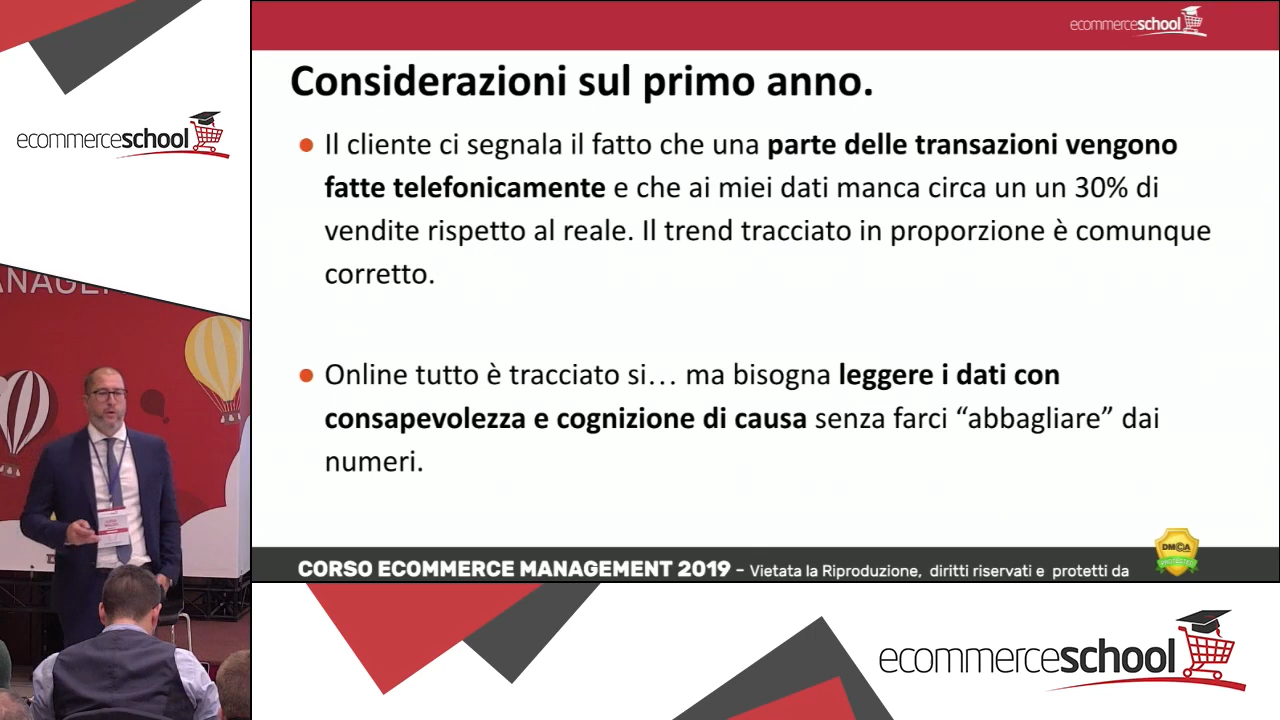 ecommerceschool
Considerazioni sul primo anno.
Il cliente ci segnala il fatto che una parte delle transazioni vengono
fatte telefonicamente e che ai miei dati manca circa un un 30% di
vendite rispetto al reale. Il trend tracciato in proporzione è comunque
corretto.
Online tutto è tracciato si… ma bisogna leggere i dati con
consapevolezza e cognizione di causa senza farci “abbagliare” dai
numeri.
ecommerceschool
CORSO ECOMMERCE MANAGEMENT 2019 - Vietata la Riproduzione, diritti riservati e protetti da
DMCA
PROTECTED
ecommerceschool